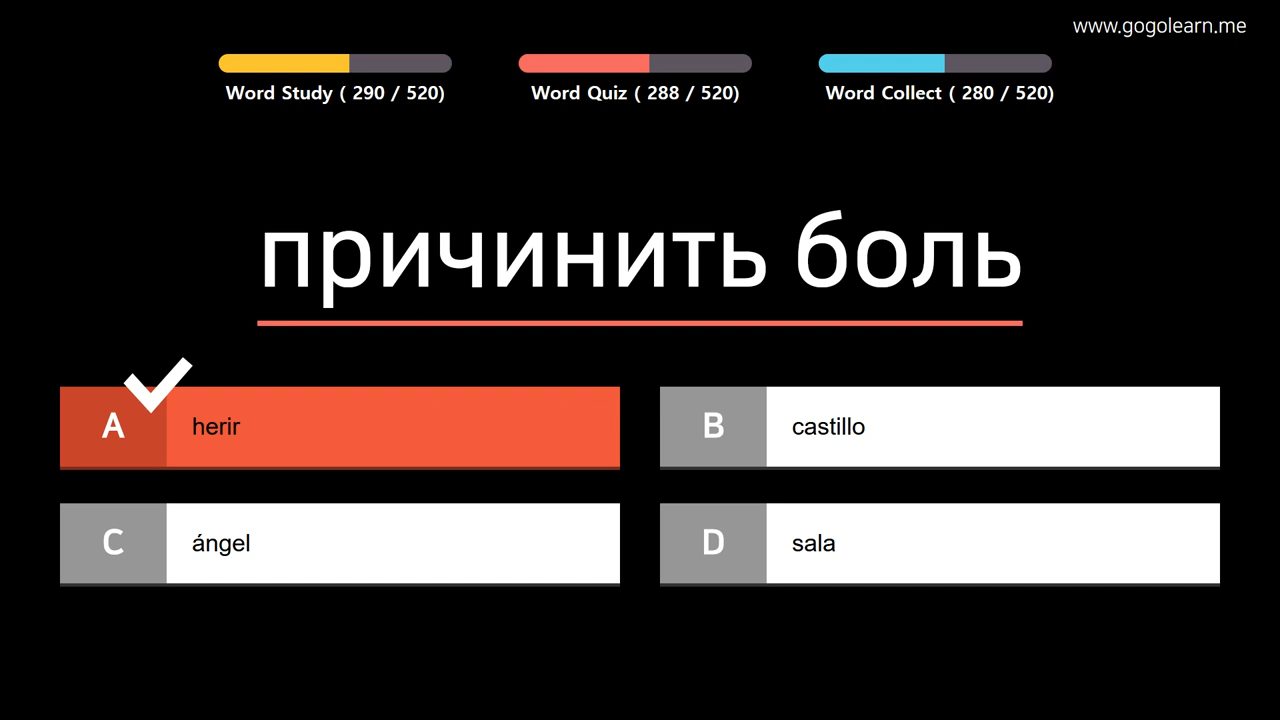 www.gogolearn.me
Word Study ( 290 / 520)
Word Quiz ( 288 / 520)
Word Collect ( 280 / 520)
причинить боль
A herir
B castillo
C ángel
D sala